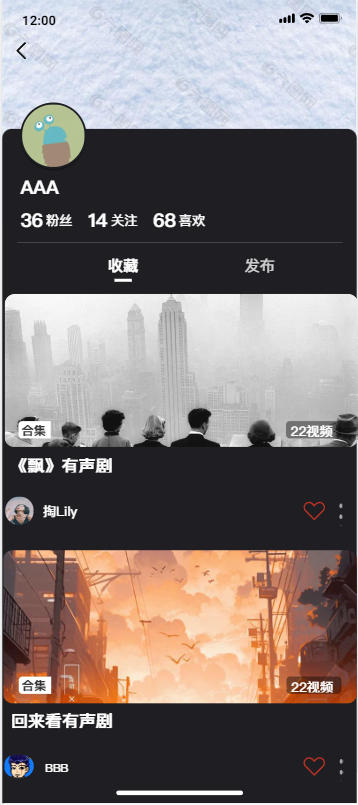 12:00
AAA
36 粉丝 14 关注 68 喜欢
收藏 发布
合集 22视频
《飘》有声剧
掏Lily
合集 22视频
回来看有声剧
BBB